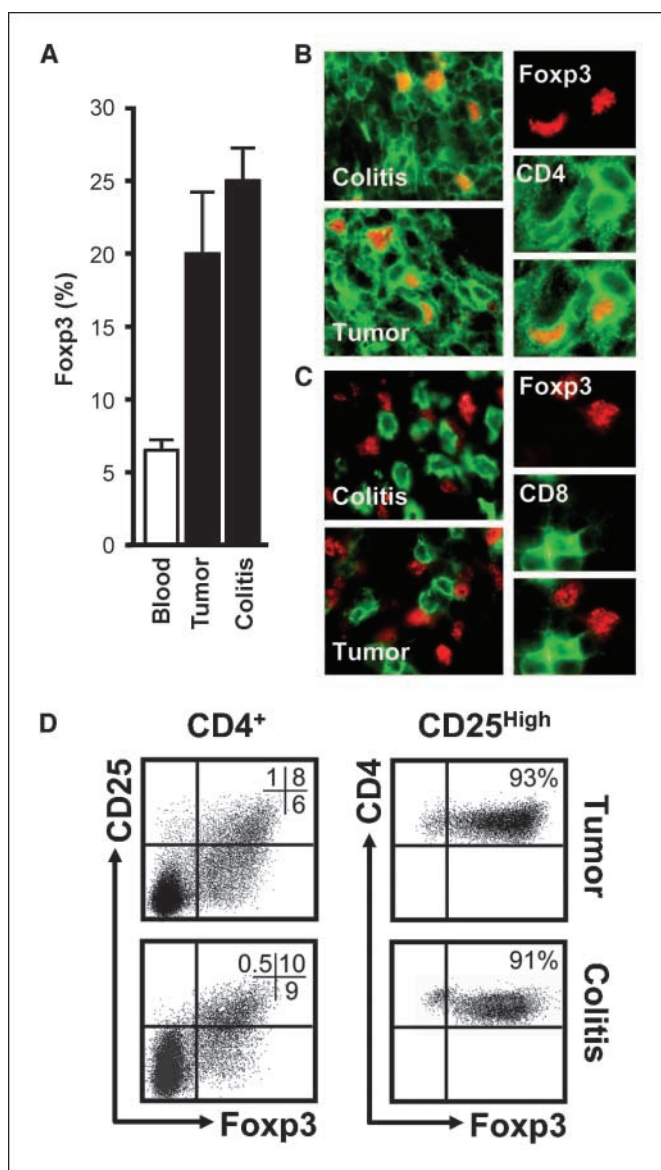 A
Foxp3 (%)
30
25
20
15
10
5
0
Blood
Tumor
Colitis
B
Colitis
Tumor
Foxp3
CD4
C
Colitis
Tumor
Foxp3
CD8
D
CD4+
CD25High
CD25
1 8
6
CD4
93%
Tumor
0.5 10
9
91%
Colitis
Foxp3
Foxp3